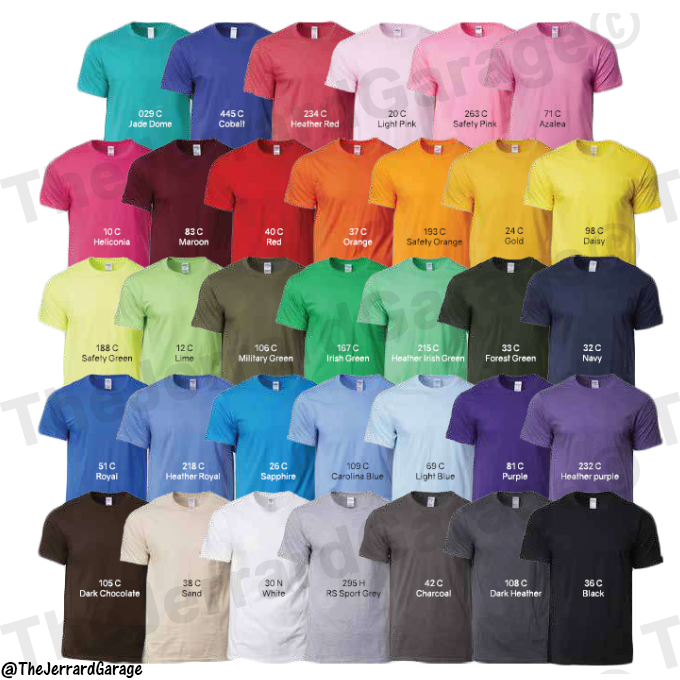 TheJerrardGarage©
029 C
Jade Dome
445 C
Cobalt
234 C
Heather Red
20 C
Light Pink
263 C
Safety Pink
71 C
Azalea
10 C
Heliconia
83 C
Maroon
40 C
Red
37 C
Orange
193 C
Safety Orange
24 C
Gold
98 C
Daisy
188 C
Safety Green
12 C
Lime
106 C
Military Green
167 C
Irish Green
215 C
Heather Irish Green
33 C
Forest Green
32 C
Navy
51 C
Royal
218 C
Heather Royal
26 C
Sapphire
109 C
Carolina Blue
69 C
Light Blue
81 C
Purple
232 C
Heather purple
105 C
Dark Chocolate
38 C
Sand
30 N
White
295 H
RS Sport Grey
42 C
Charcoal
108 C
Dark Heather
36 C
Black
@TheJerrardGarage